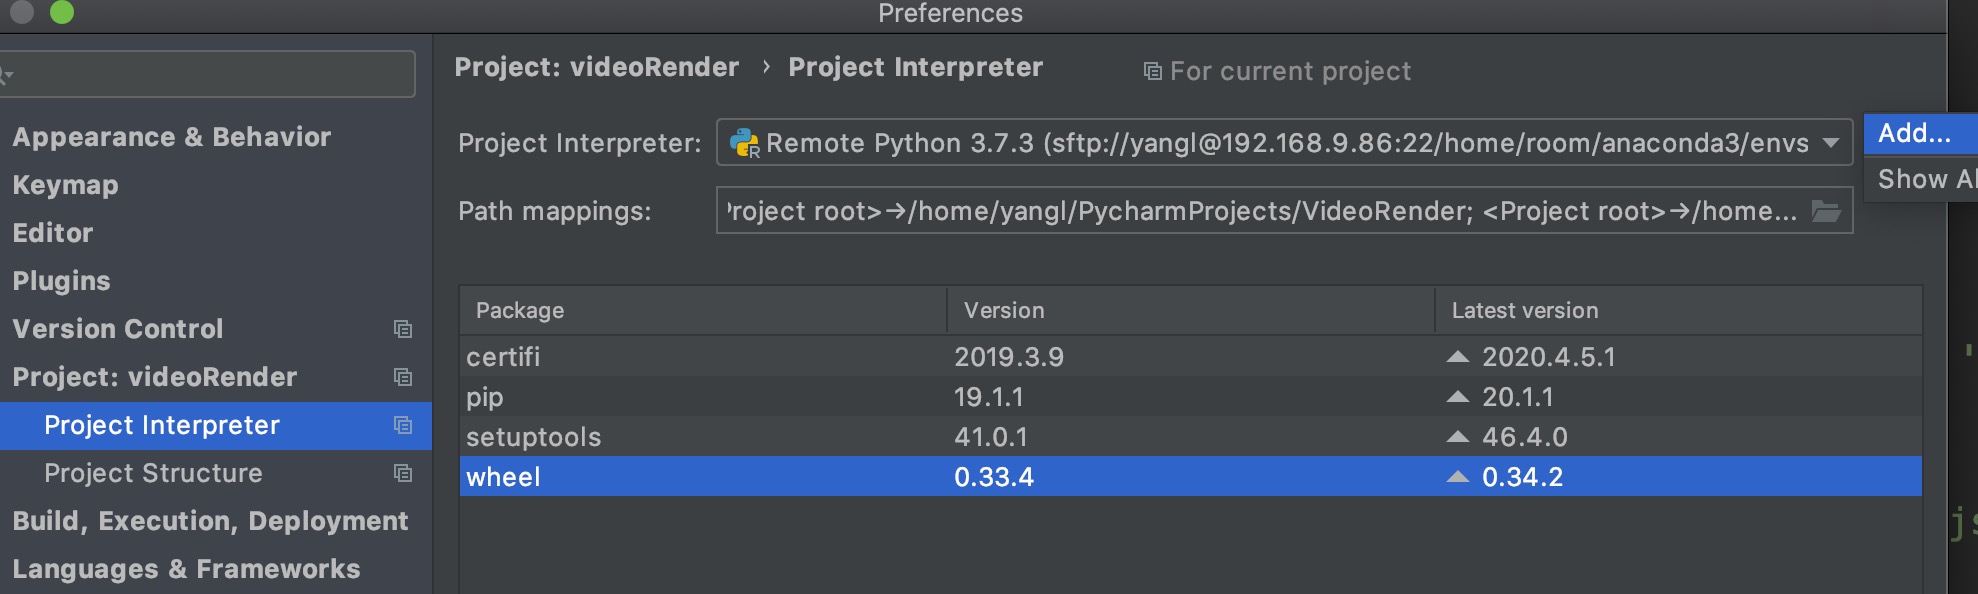 Preferences
Project: videoRender › Project Interpreter For current project
Project Interpreter: Remote Python 3.7.3 (sftp://yangl@192.168.9.86:22/home/room/anaconda3/envs
Add...
Path mappings: Project root>→/home/yangl/PycharmProjects/VideoRender; <Project root>→/home...
Show Al
Appearance & Behavior
Keymap
Editor
Plugins
Version Control
Project: videoRender
Project Interpreter
Project Structure
Build, Execution, Deployment
Languages & Frameworks
Package Version Latest version
certifi 2019.3.9 2020.4.5.1
pip 19.1.1 20.1.1
setuptools 41.0.1 46.4.0
wheel 0.33.4 0.34.2